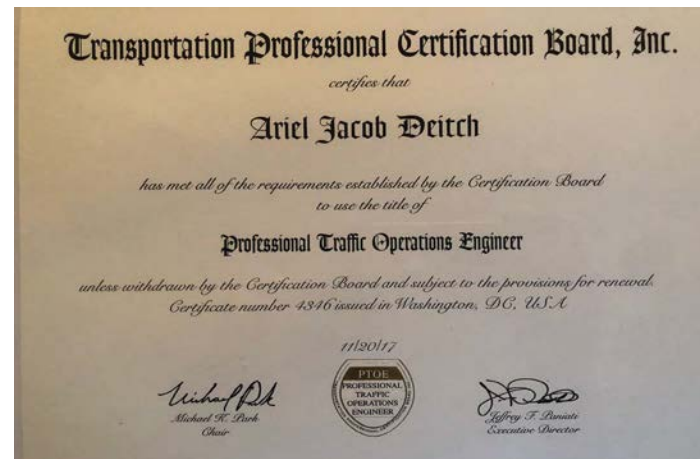 Transportation Professional Certification Board, Inc.
certifies that
Ariel Jacob Deitch
has met all of the requirements established by the Certification Board
to use the title of
Professional Traffic Operations Engineer
unless withdrawn by the Certification Board and subject to the provisions for renewal.
Certificate number 4346 issued in Washington, DC, USA
11/20/17
PTOE
PROFESSIONAL
TRAFFIC
OPERATIONS
ENGINEER
Michael K. Park
Chair
Jeffrey F. Paniati
Executive Director